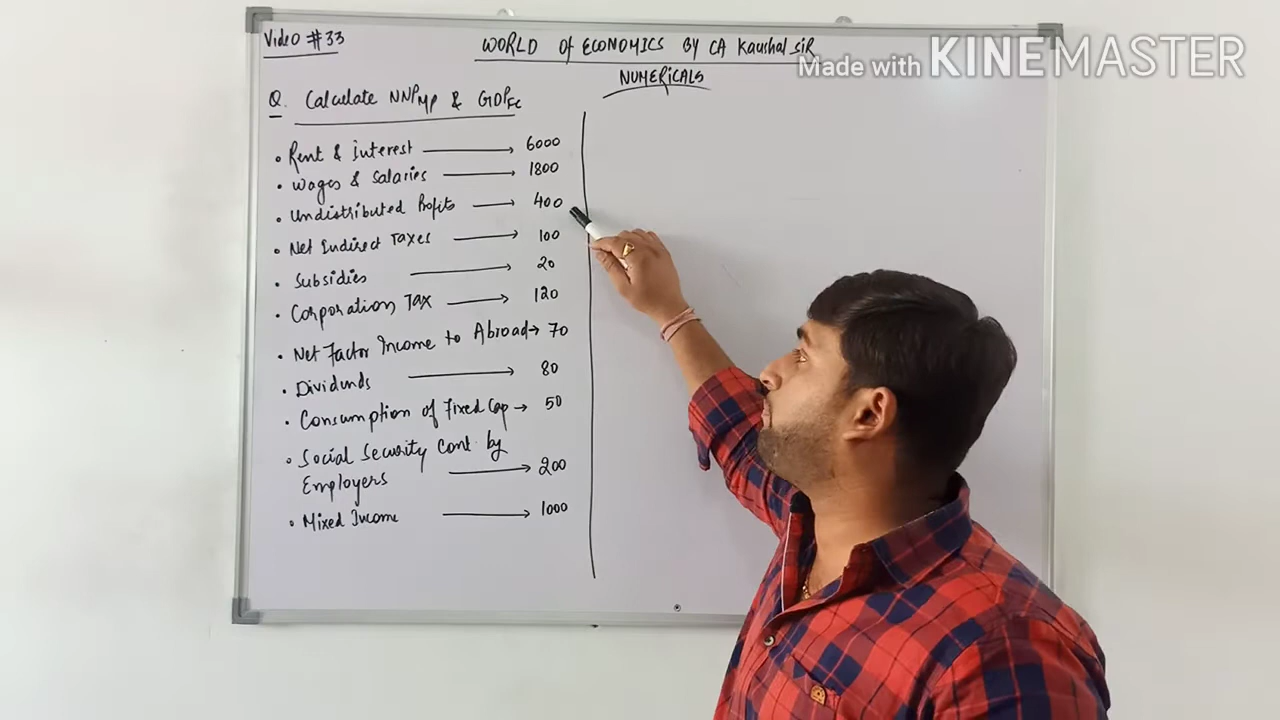 Video #33
WORLD of ECONOMICS BY CA Kaushal SIR
Made with KINEMASTER
NUMERICALS
Q. Calculate NNPMP & GDPFC
• Rent & interest → 6000
• Wages & Salaries → 1800
• Undistributed Profits → 400
• Net Indirect Taxes → 100
• Subsidies → 20
• Corporation Tax → 120
• Net Factor Income to Abroad → 70
• Dividends → 80
• Consumption of Fixed Cap → 50
• Social Security Cont. by
Employers → 200
• Mixed Income → 1000